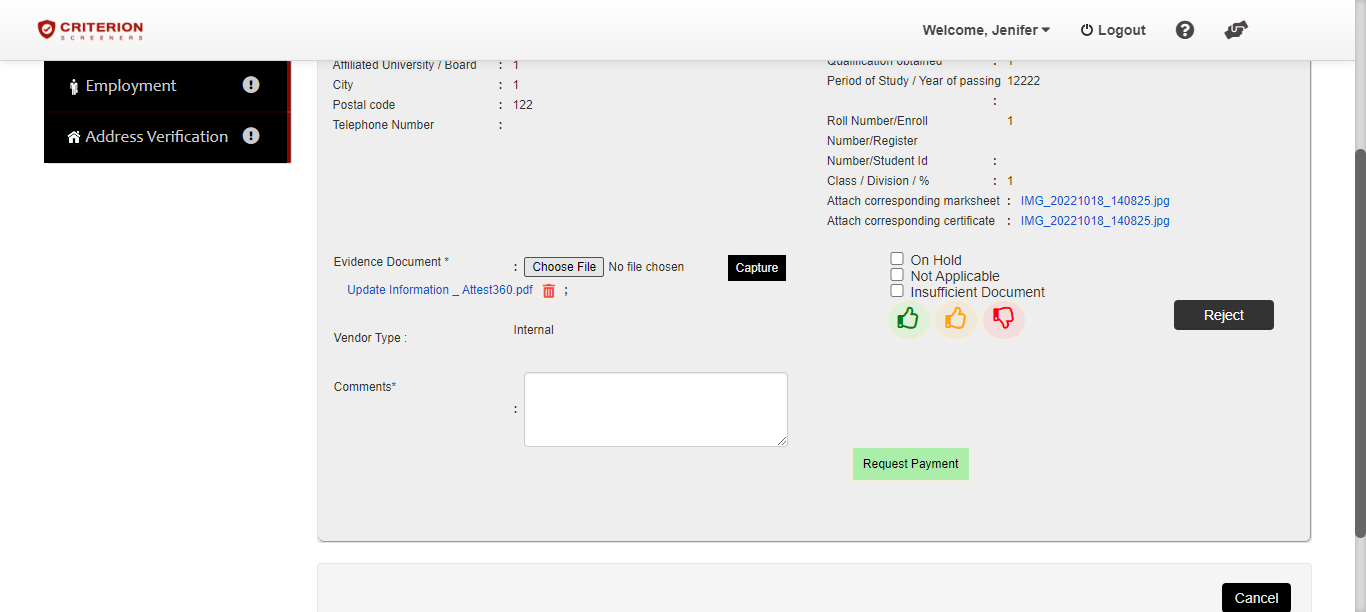 CRITERION
SCREENERS
Welcome, Jenifer
Logout
Employment
Address Verification
Affiliated University / Board : 1
City : 1
Postal code : 122
Telephone Number :
Qualification obtained : 1
Period of Study / Year of passing 12222
:
Roll Number/Enroll 1
Number/Register
Number/Student Id :
Class / Division / % : 1
Attach corresponding marksheet : IMG_20221018_140825.jpg
Attach corresponding certificate : IMG_20221018_140825.jpg
Evidence Document * : Choose File No file chosen Capture
Update Information _ Attest360.pdf ;
On Hold
Not Applicable
Insufficient Document
Reject
Vendor Type : Internal
Comments*
:
Request Payment
Cancel